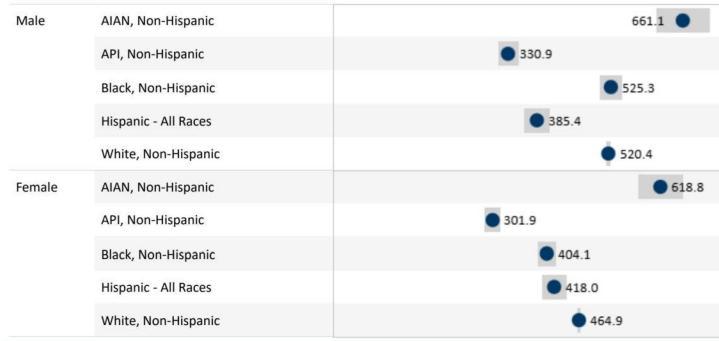 Male AIAN, Non-Hispanic 661.1
API, Non-Hispanic 330.9
Black, Non-Hispanic 525.3
Hispanic - All Races 385.4
White, Non-Hispanic 520.4
Female AIAN, Non-Hispanic 618.8
API, Non-Hispanic 301.9
Black, Non-Hispanic 404.1
Hispanic - All Races 418.0
White, Non-Hispanic 464.9